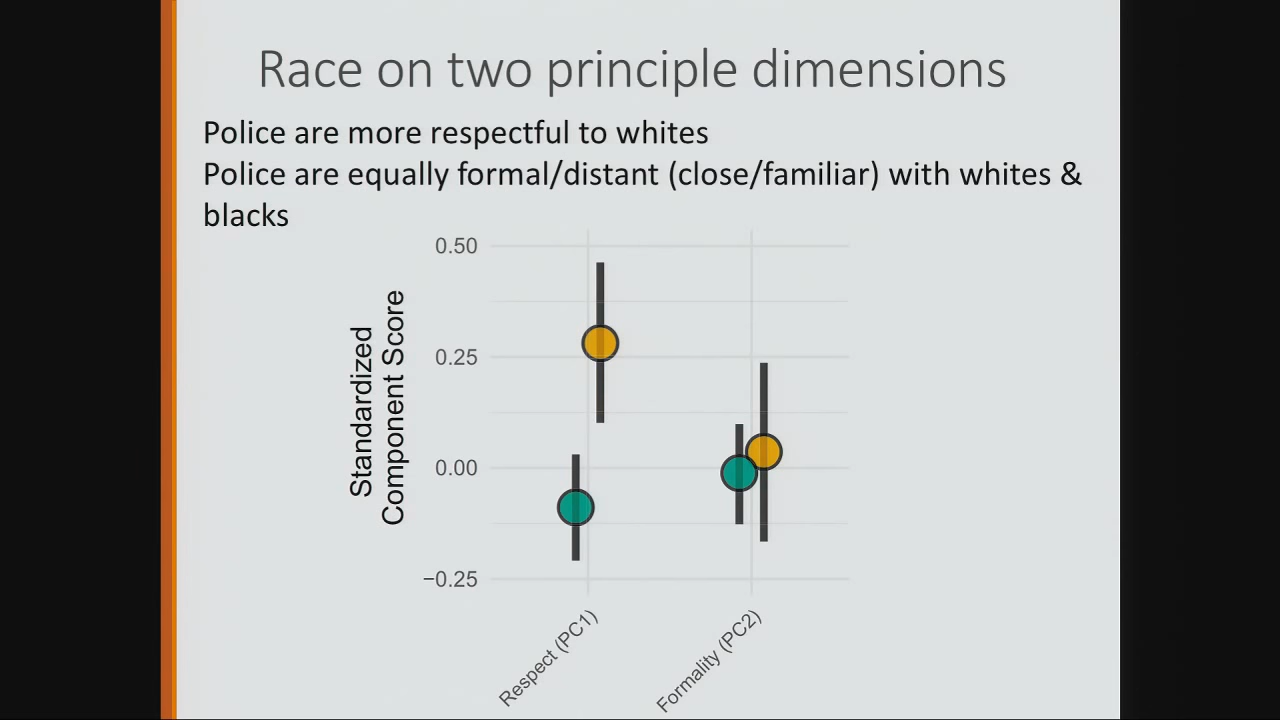 Race on two principle dimensions
Police are more respectful to whites
Police are equally formal/distant (close/familiar) with whites &
blacks
Standardized
Component Score
0.50
0.25
0.00
−0.25
Respect (PC1)
Formality (PC2)